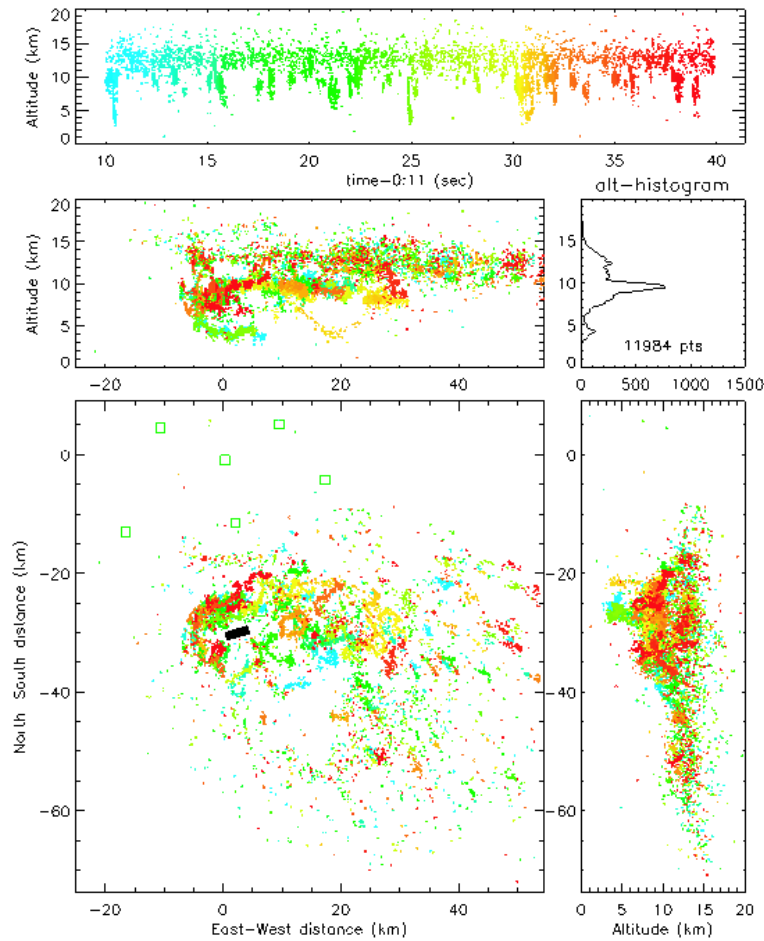 20
15
10
5
0
Altitude (km)
10 15 20 25 30 35 40
time-0:11 (sec)
alt-histogram
20
15
10
5
0
Altitude (km)
-20 0 20 40
15
10
5
0
11984 pts
0 500 1000 1500
0
-20
-40
-60
North South distance (km)
-20 0 20 40
East-West distance (km)
0
-20
-40
-60
0 5 10 15 20
Altitude (km)